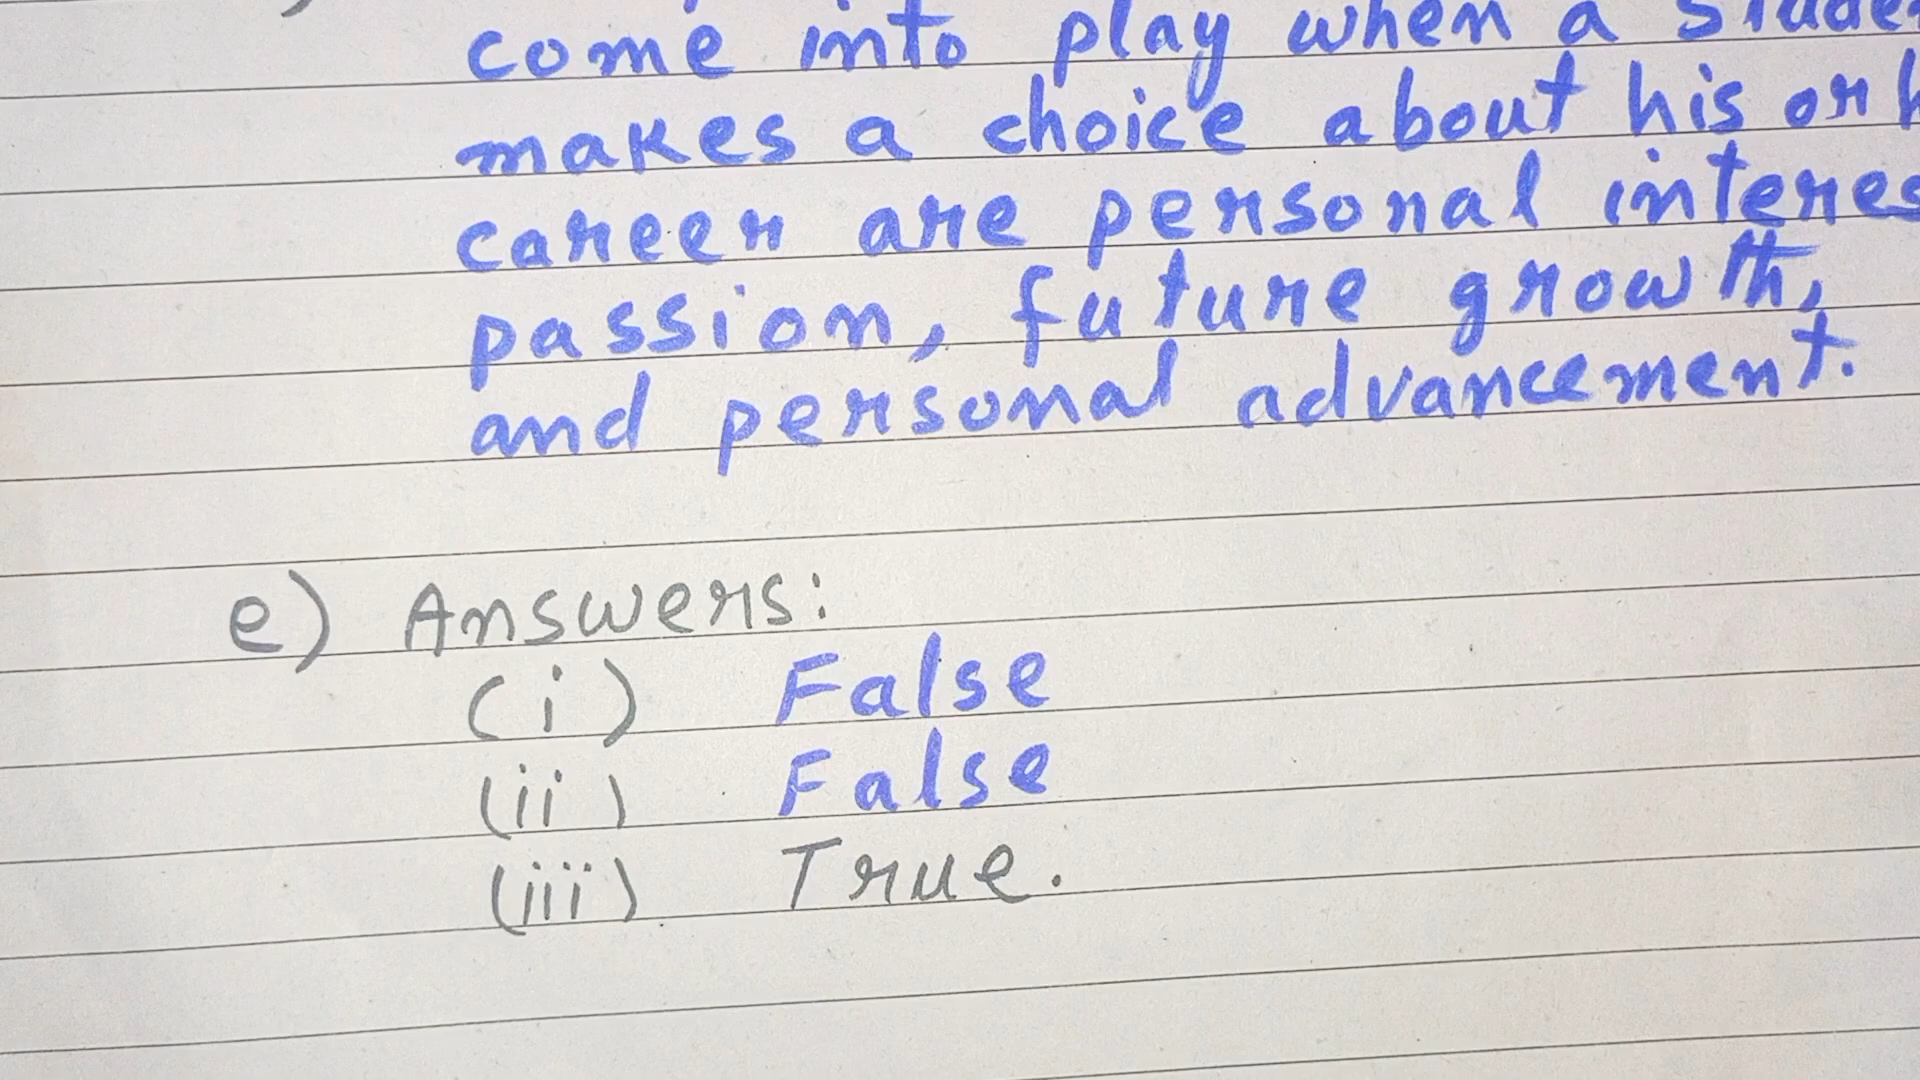 come into play when a
makes a choice about his or
career are personal
passion, future growth,
and personal advancement.
e) Answers:
(i) False
(ii) False
(iii) True.